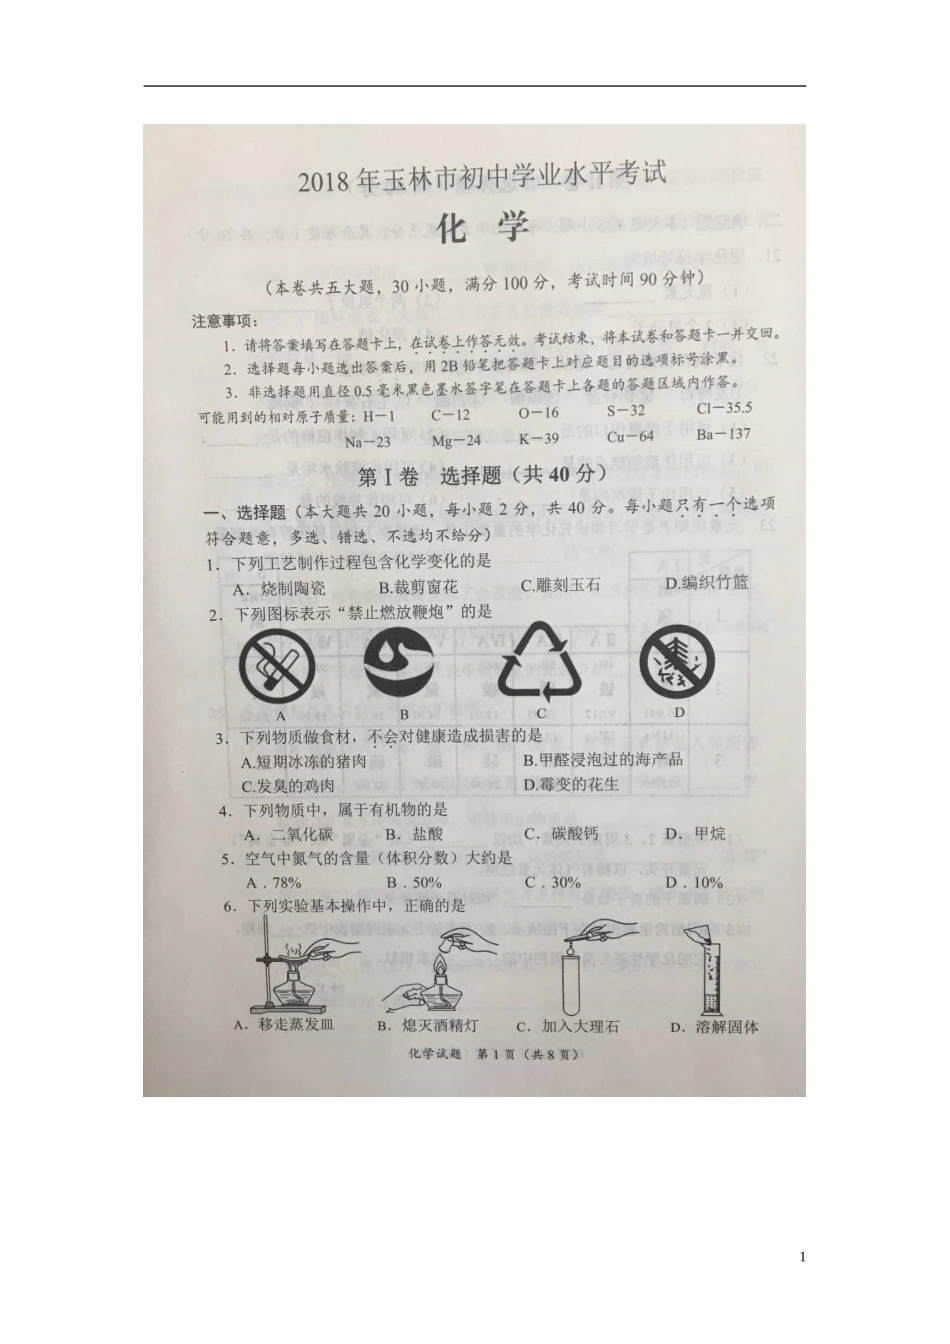 2018年玉林市初中学业水平考试
化 学
（本卷共五大题，30小题，满分100分，考试时间90分钟）
注意事项：
1．请将答案填写在答题卡上，在试卷上作答无效。考试结束，将本试卷和答题卡一并交回。
2．选择题每小题选出答案后，用2B铅笔把答题卡上对应题目的选项标号涂黑。
3．非选择题用直径0.5毫米黑色墨水签字笔在答题卡上各题的答题区域内作答。
可能用到的相对原子质量：H－1 C－12 O－16 S－32 Cl－35.5
Na－23 Mg－24 K－39 Cu－64 Ba－137
第Ⅰ卷 选择题（共40分）
一、选择题（本大题共20小题，每小题2分，共40分。每小题只有一个选项
符合题意，多选、错选、不选均不给分）
1．下列工艺制作过程包含化学变化的是
A．烧制陶瓷 B.裁剪窗花 C.雕刻玉石 D.编织竹篮
2．下列图标表示“禁止燃放鞭炮”的是
A B C D
3．下列物质做食材，不会对健康造成损害的是
A.短期冰冻的猪肉 B.甲醛浸泡过的海产品
C.发臭的鸡肉 D.霉变的花生
4．下列物质中，属于有机物的是
A．二氧化碳 B．盐酸 C．碳酸钙 D．甲烷
5．空气中氮气的含量（体积分数）大约是
A．78% B．50% C．30% D．10%
6．下列实验基本操作中，正确的是
A．移走蒸发皿 B．熄灭酒精灯 C．加入大理石 D．溶解固体
化学试题 第1页（共8页）
1